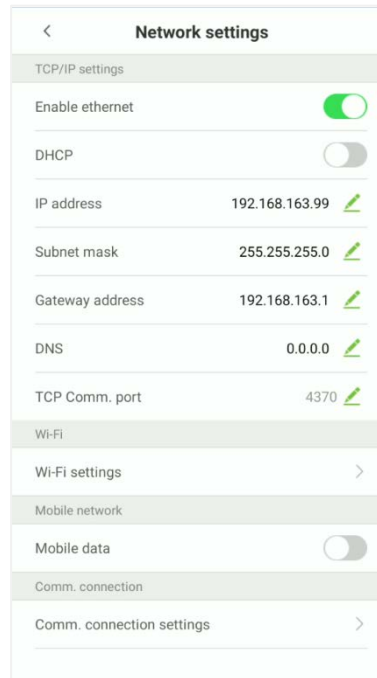 Network settings
TCP/IP settings
Enable ethernet
DHCP
IP address 192.168.163.99
Subnet mask 255.255.255.0
Gateway address 192.168.163.1
DNS 0.0.0.0
TCP Comm. port 4370
Wi-Fi
Wi-Fi settings
Mobile network
Mobile data
Comm. connection
Comm. connection settings